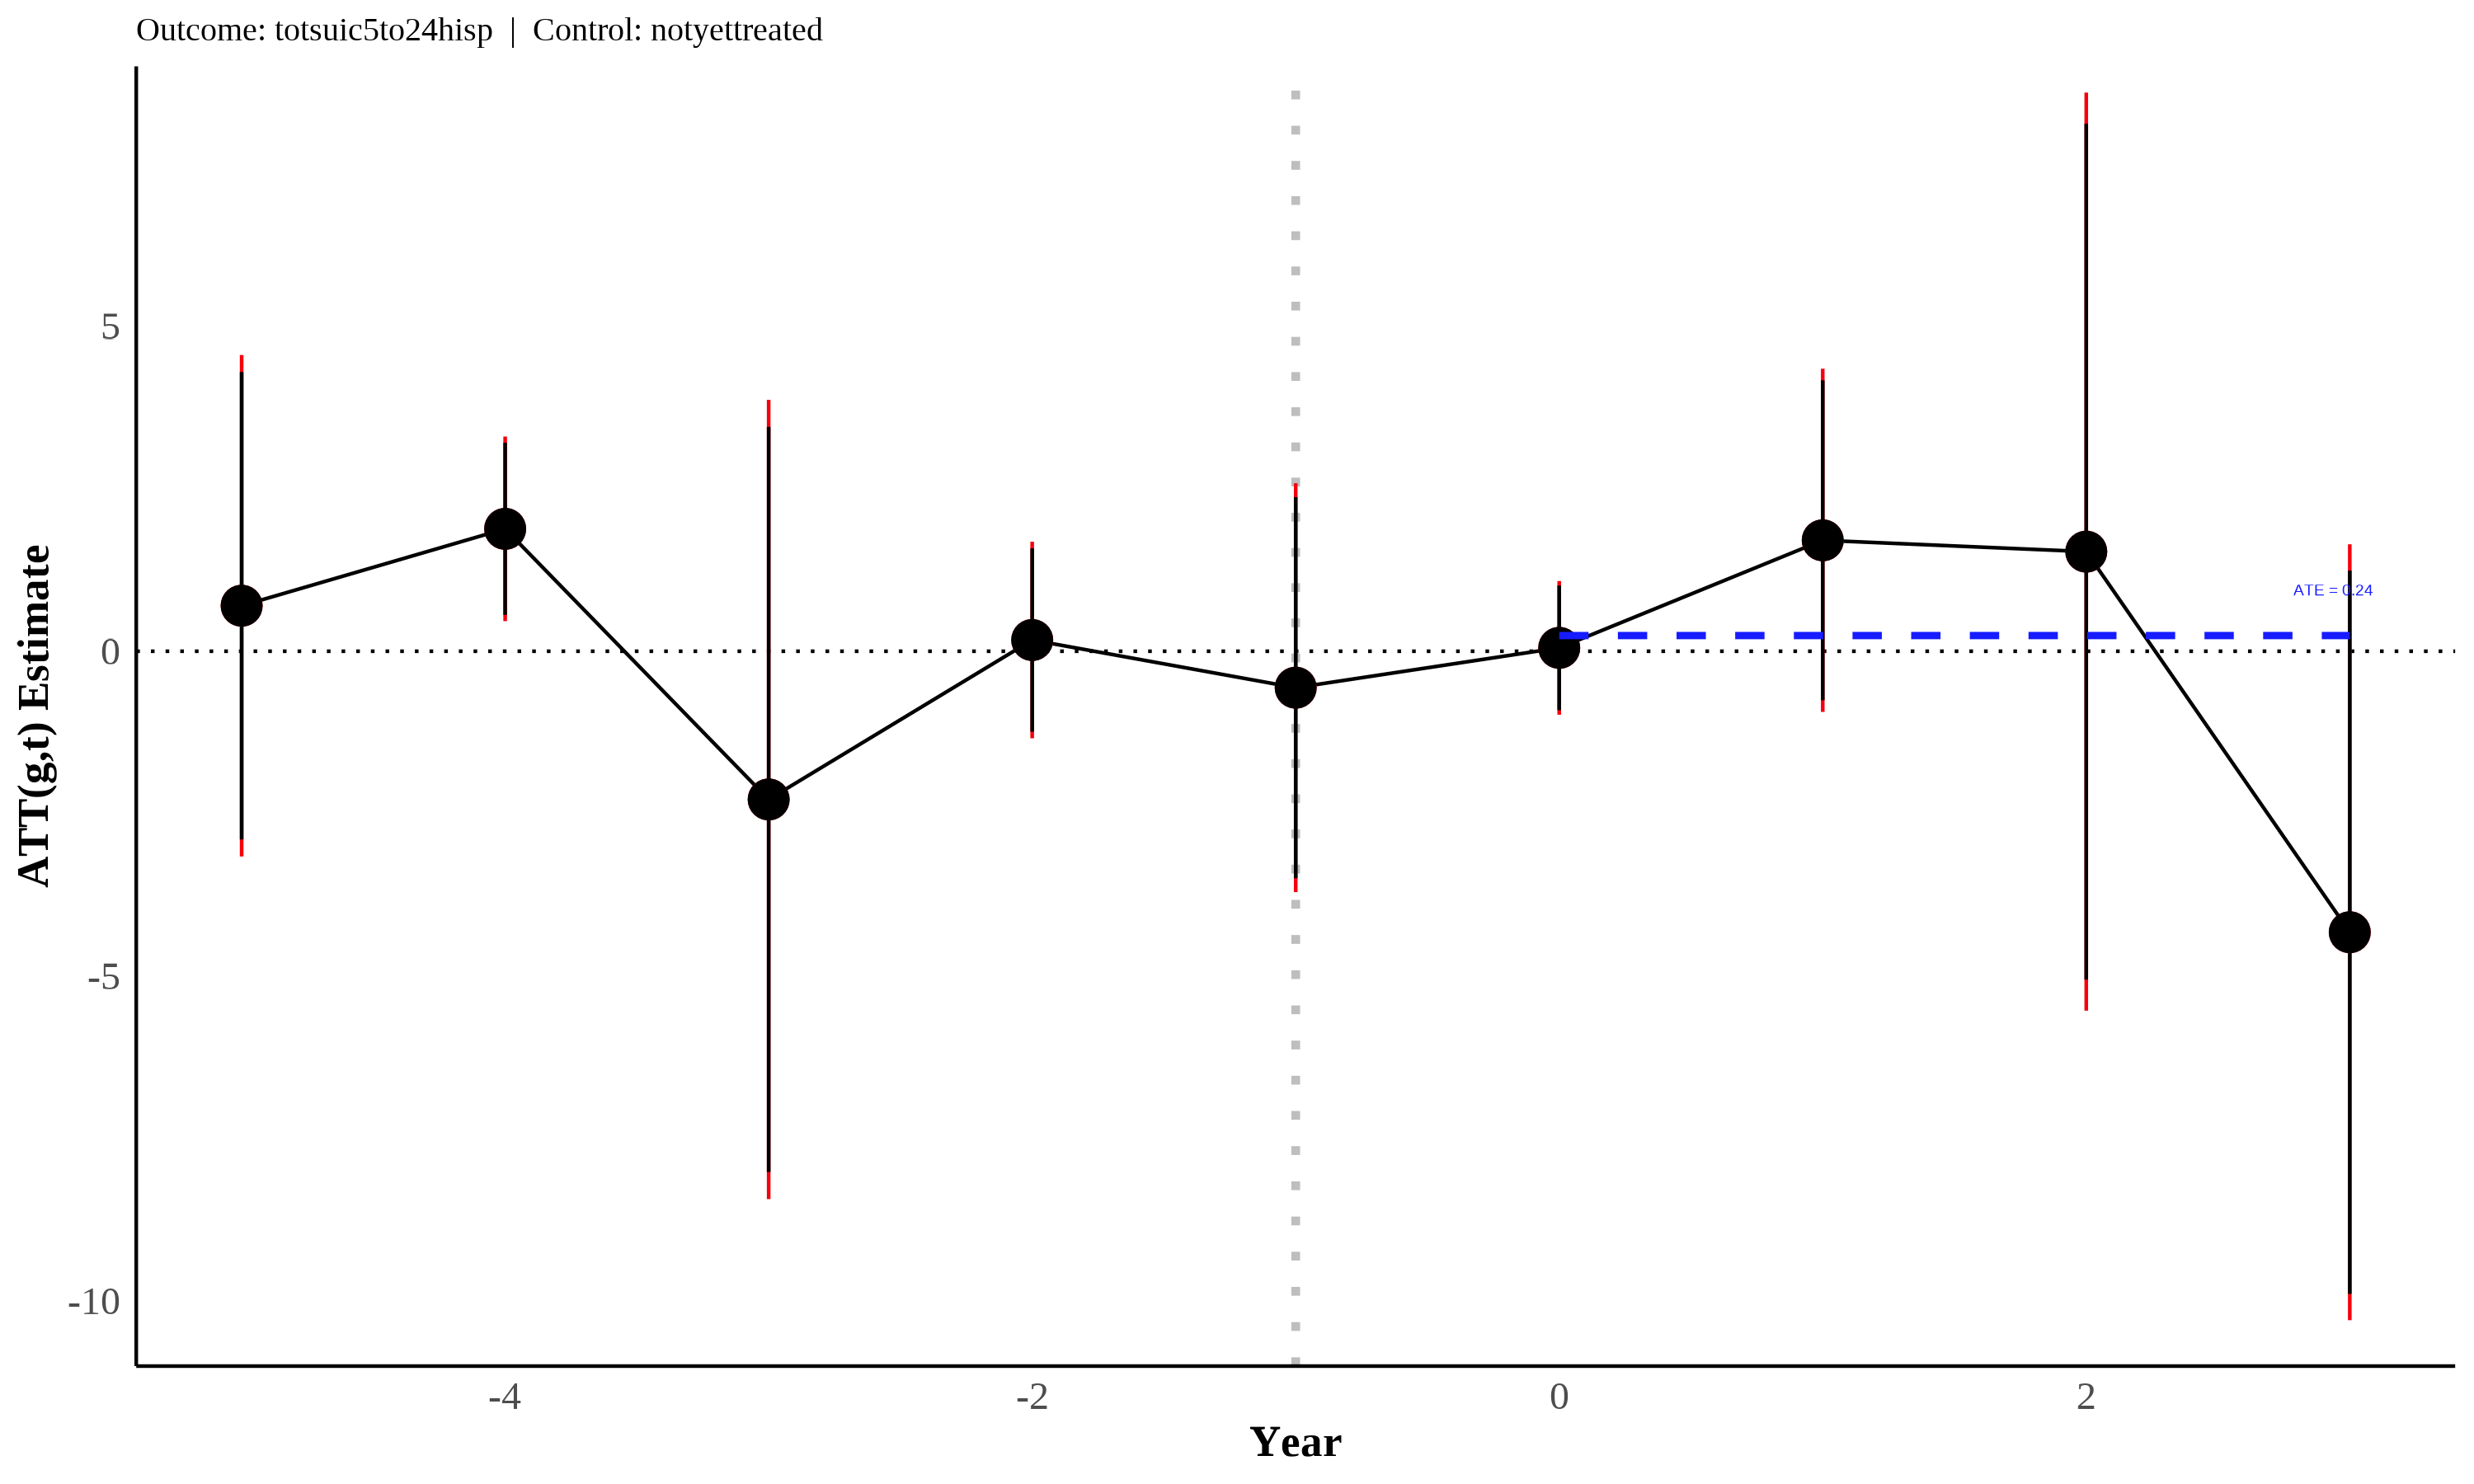 Outcome: totsuic5to24hisp | Control: notyettreated
ATT(g,t) Estimate
5
0
-5
-10
ATE = 0.24
-4
-2
0
2
Year